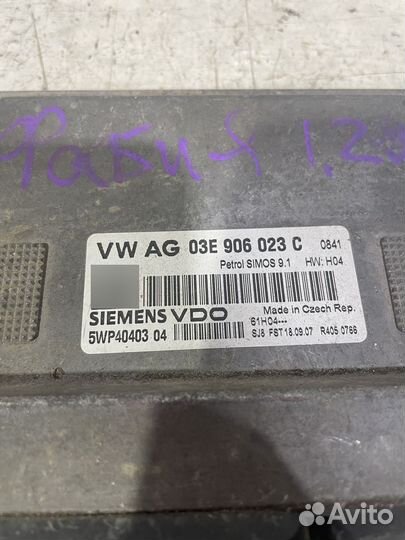 Фабия 1.2
VW AG 03E 906 023 C 0841
Petrol SIMOS 9.1 HW: H04
SIEMENS VDO Made in Czech Rep.
61H04---
5WP40403 04 SJ8 FST 18.09.07 R405 0766
Avito